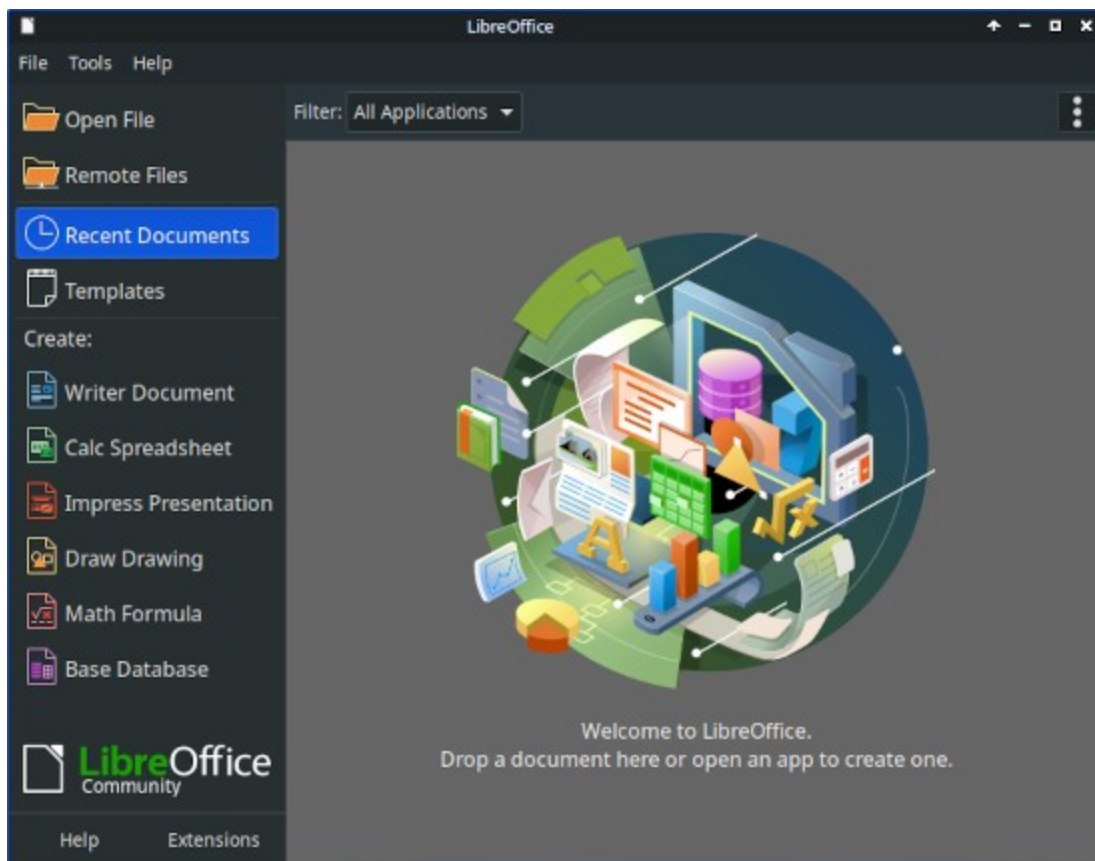 LibreOffice
File Tools Help
Open File
Remote Files
Recent Documents
Templates
Create:
Writer Document
Calc Spreadsheet
Impress Presentation
Draw Drawing
Math Formula
Base Database
LibreOffice
Community
Help Extensions
Filter: All Applications
A
√x
Welcome to LibreOffice.
Drop a document here or open an app to create one.